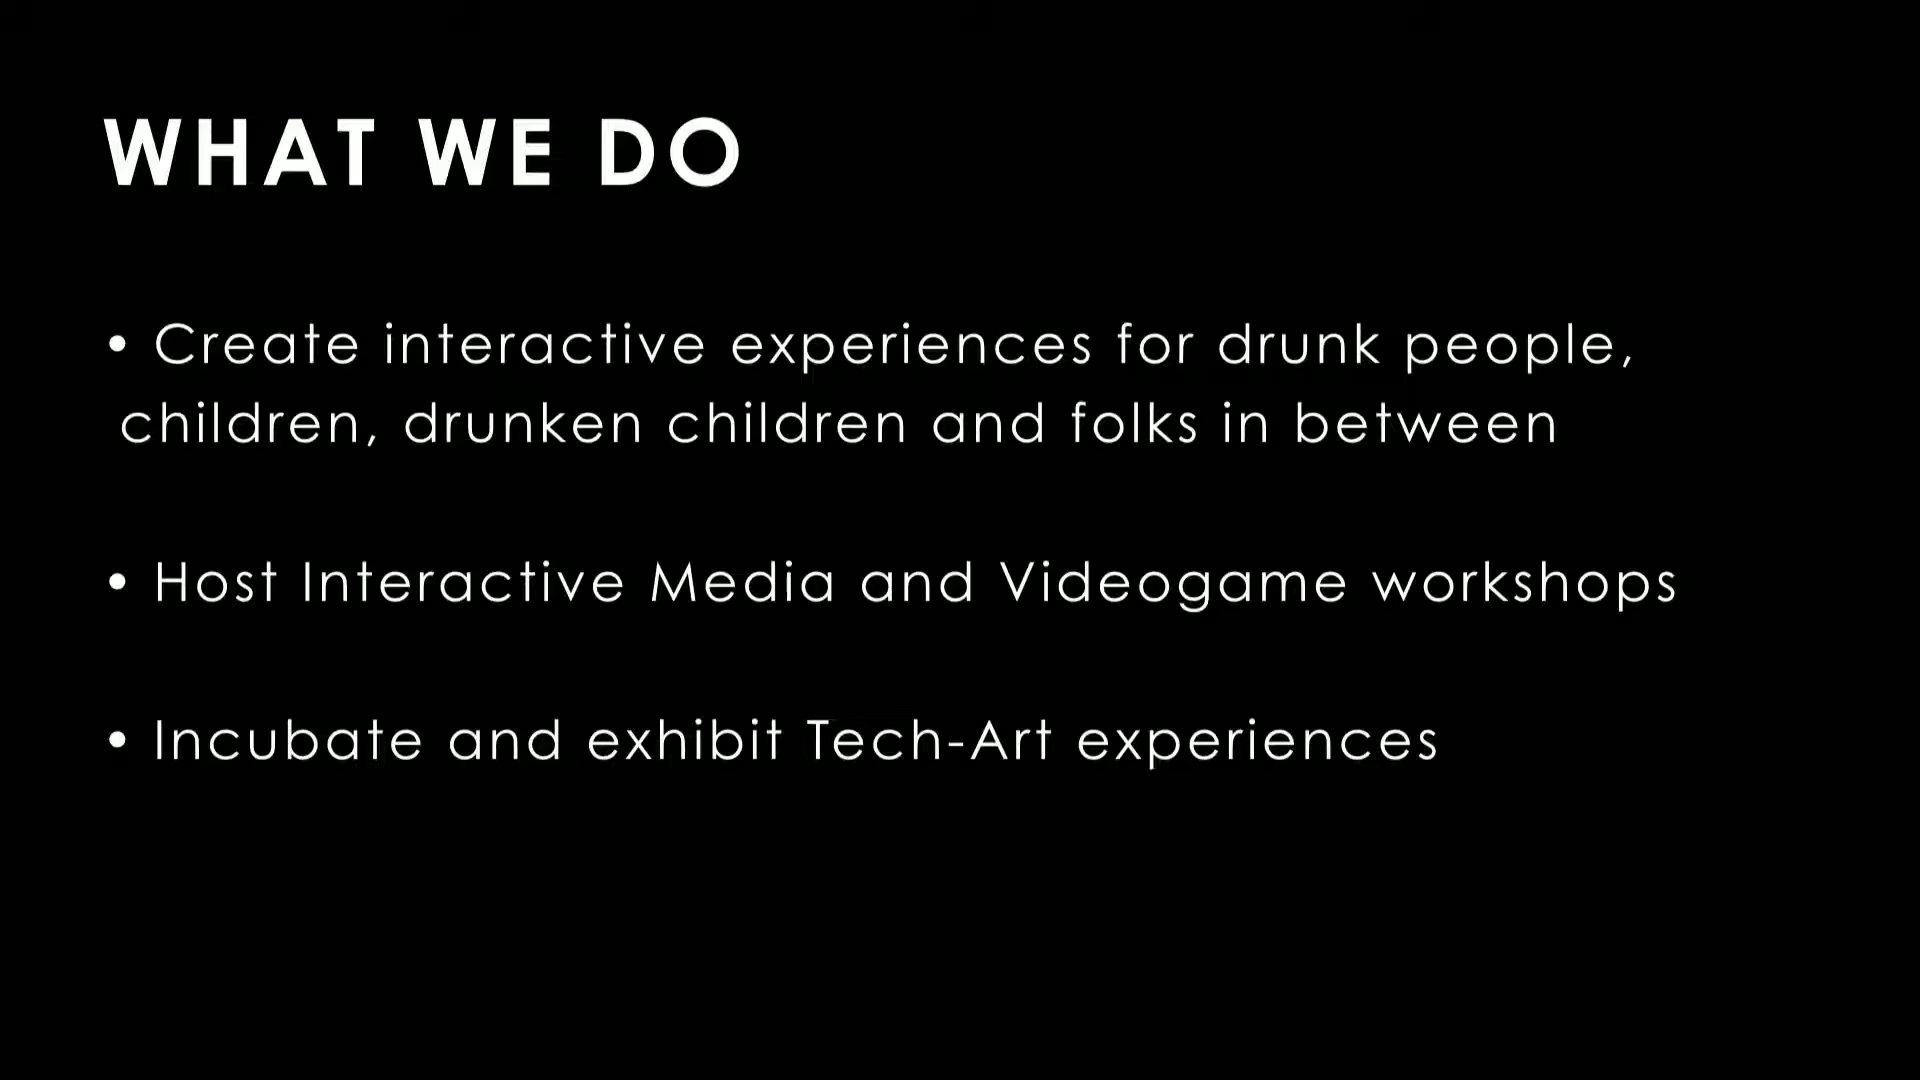 WHAT WE DO
• Create interactive experiences for drunk people,
children, drunken children and folks in between
• Host Interactive Media and Videogame workshops
• Incubate and exhibit Tech-Art experiences